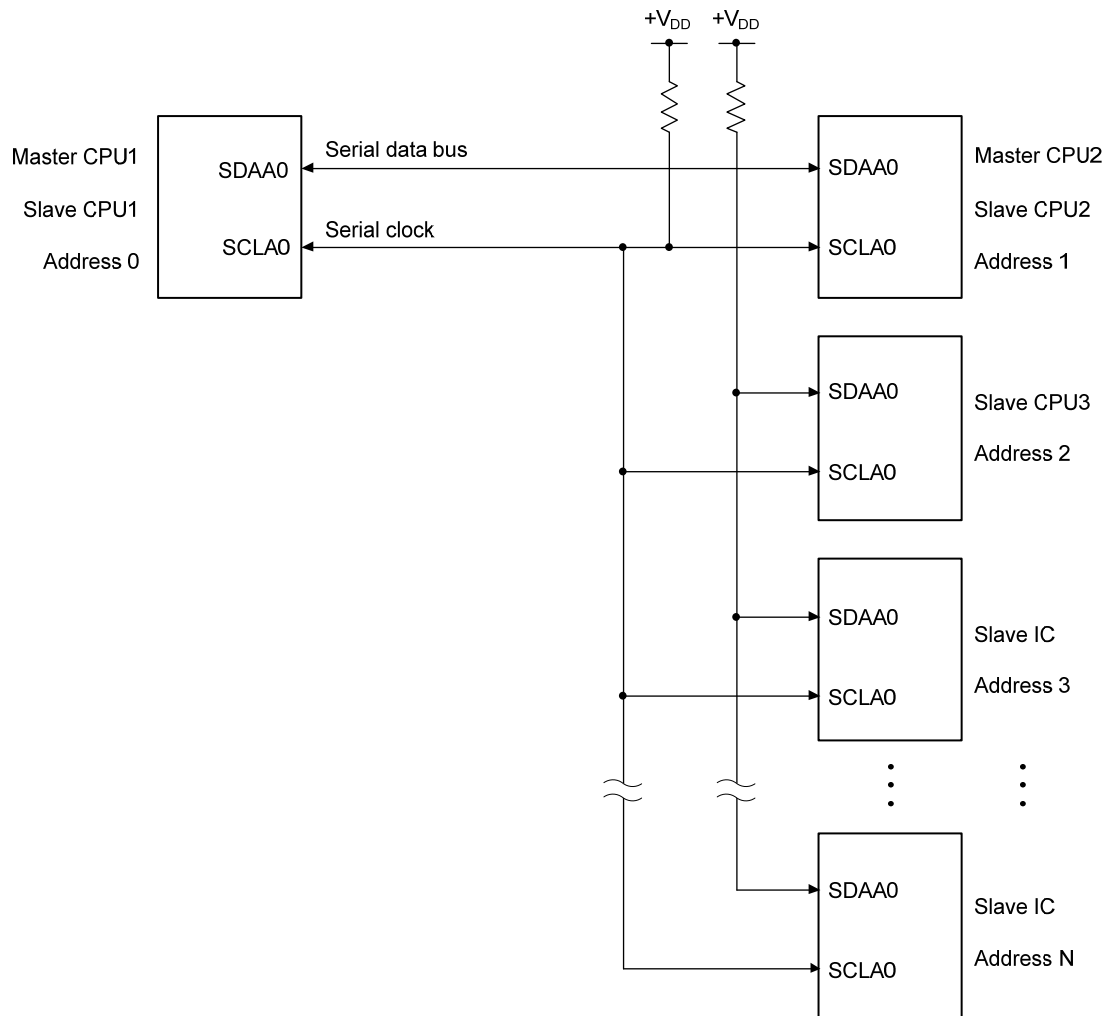 +VDD +VDD
Master CPU1
Slave CPU1
Address 0
SDAA0
SCLA0
Serial data bus
Serial clock
SDAA0
SCLA0
Master CPU2
Slave CPU2
Address 1
SDAA0
SCLA0
Slave CPU3
Address 2
SDAA0
SCLA0
Slave IC
Address 3
SDAA0
SCLA0
Slave IC
Address N